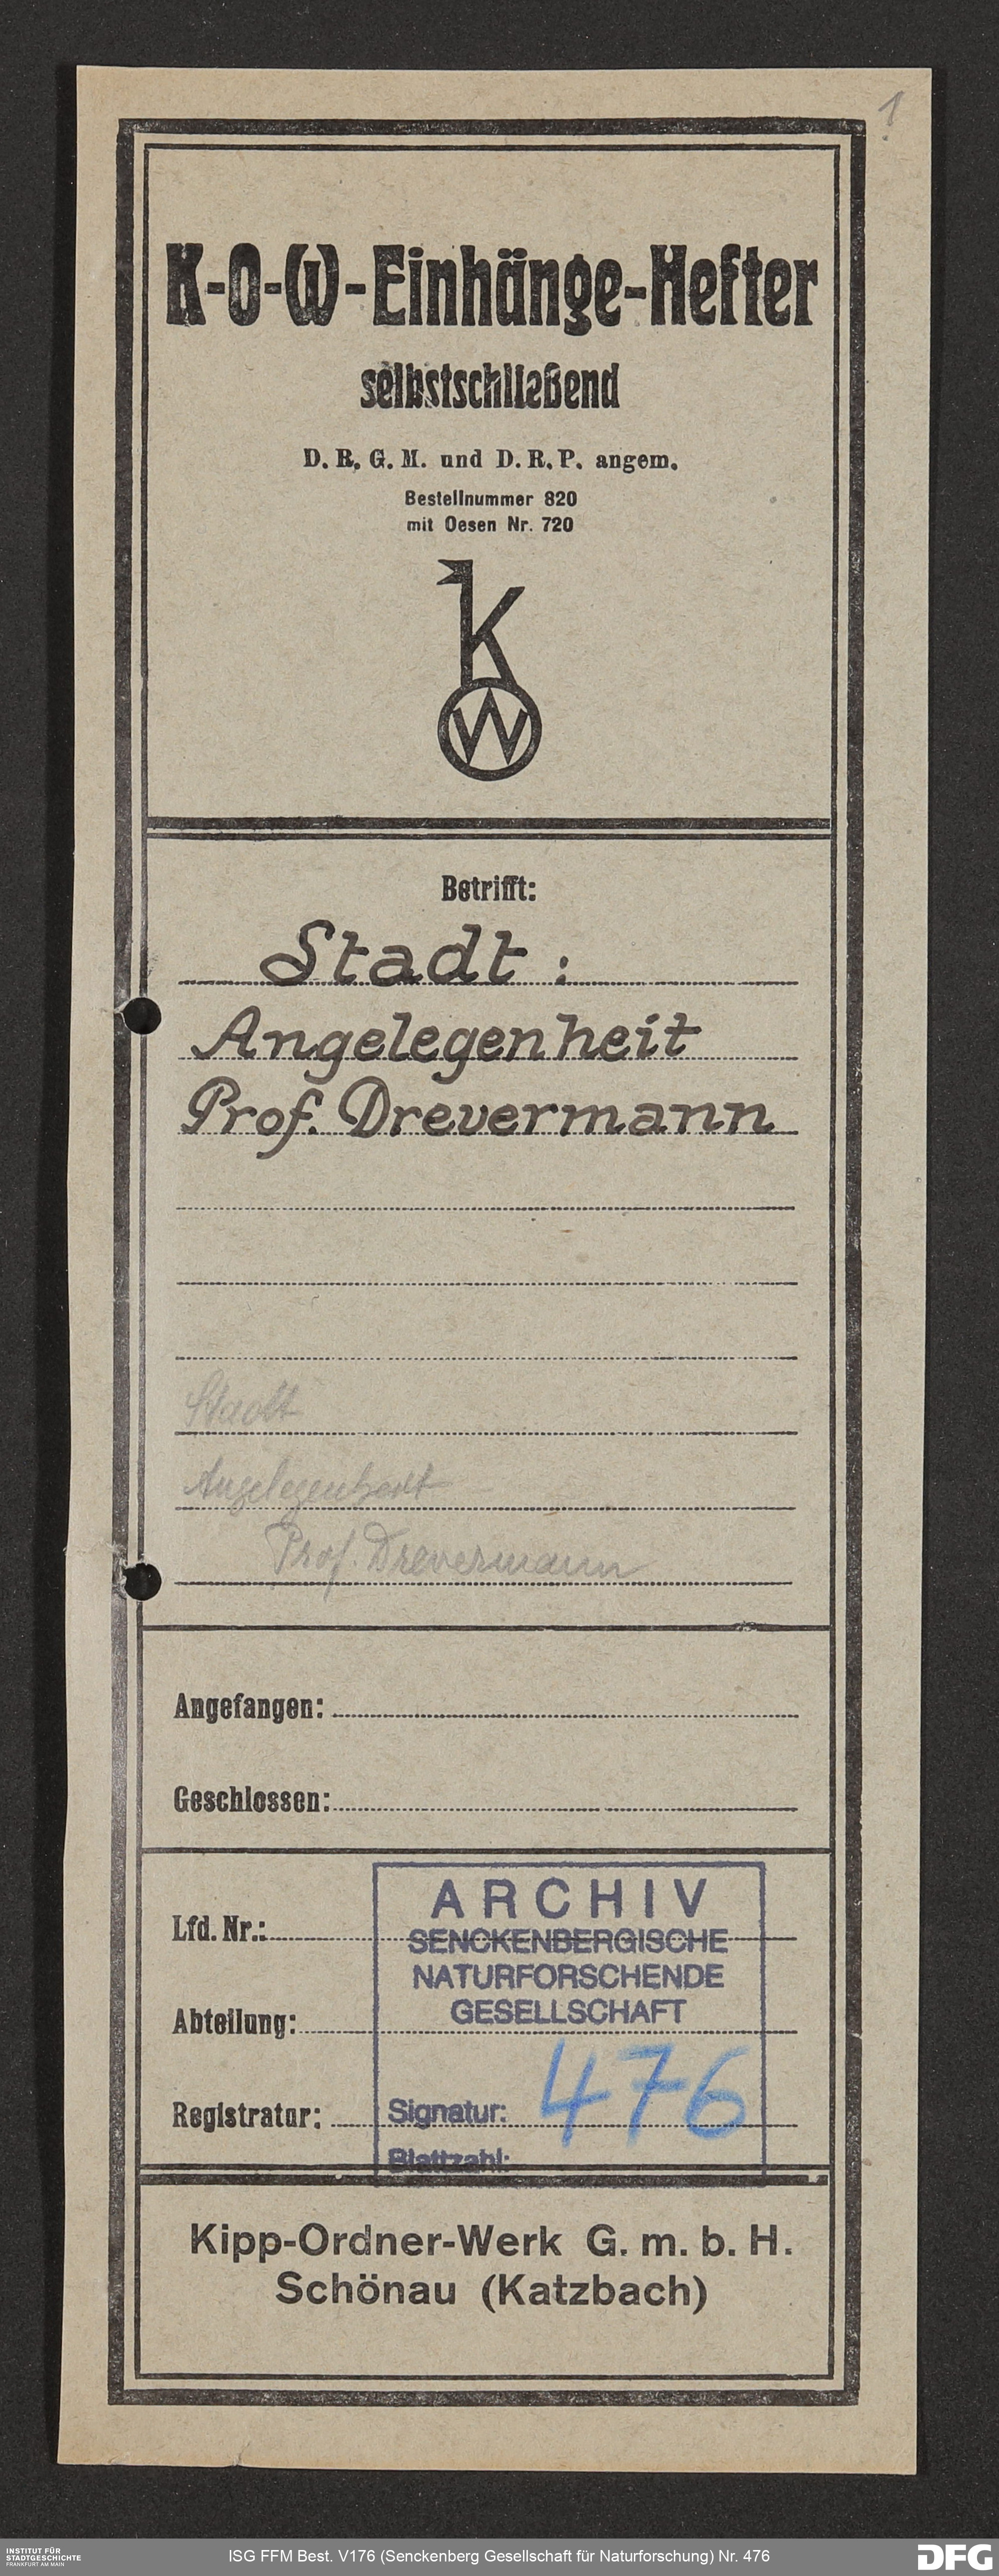 1
K-O-W-Einhänge-Hefter
selbstschließend
D. R. G. M. und D. R. P. angem.
Bestellnummer 820
mit Oesen Nr. 720
K
O
W
Betrifft:
Stadt:
Angelegenheit
Prof. Drevermann
Stadt
Angelegenheit
Prof. Drevermann
Angefangen:
Geschlossen:
Lfd. Nr.:
Abteilung:
Registratur:
ARCHIV
SENCKENBERGISCHE
NATURFORSCHENDE
GESELLSCHAFT
Signatur: 476
Blattzahl:
Kipp-Ordner-Werk G. m. b. H.
Schönau (Katzbach)
INSTITUT FÜR
STADTGESCHICHTE
FRANKFURT AM MAIN
ISG FFM Best. V176 (Senckenberg Gesellschaft für Naturforschung) Nr. 476
DFG